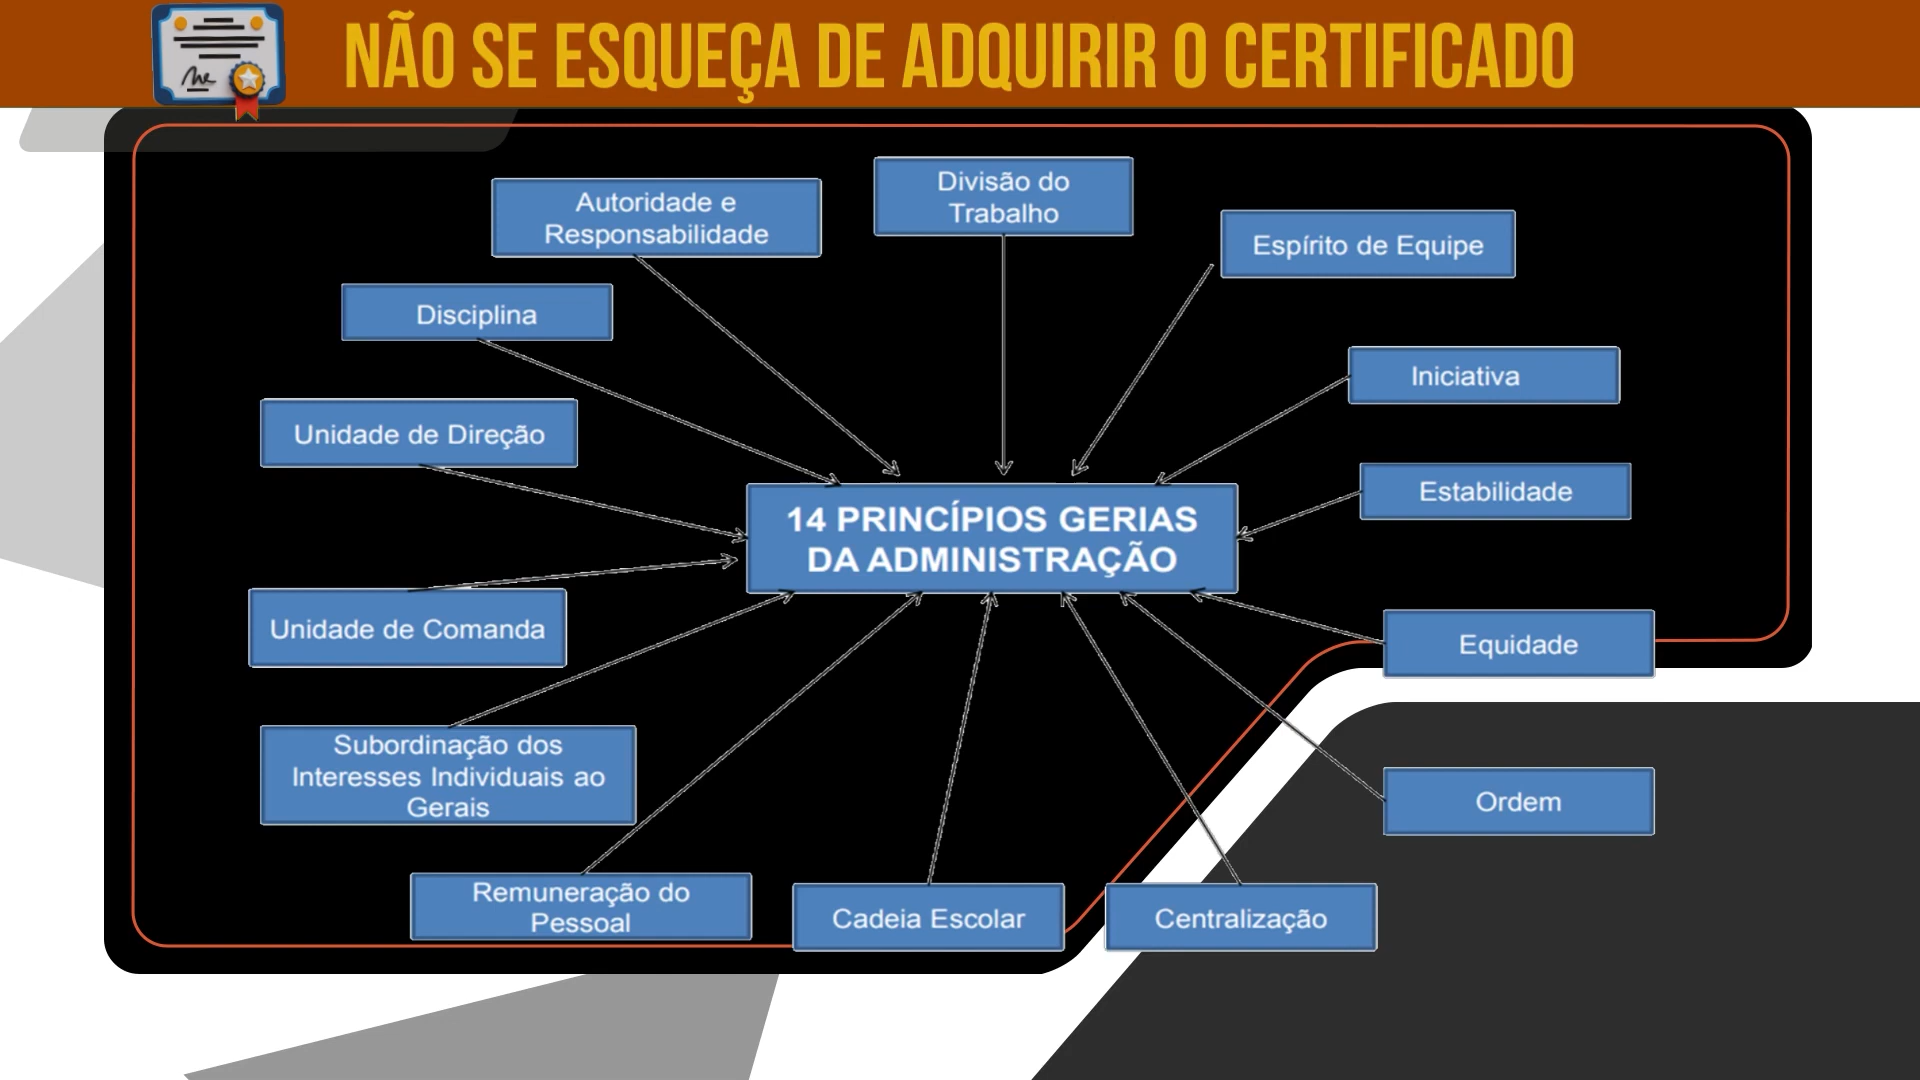 NÃO SE ESQUEÇA DE ADQUIRIR O CERTIFICADO
Divisão do
Trabalho
Autoridade e
Responsabilidade
Espírito de Equipe
Disciplina
Iniciativa
Unidade de Direção
Estabilidade
14 PRINCÍPIOS GERIAS
DA ADMINISTRAÇÃO
Unidade de Comanda
Equidade
Subordinação dos
Interesses Individuais ao
Gerais
Ordem
Remuneração do
Pessoal
Cadeia Escolar
Centralização